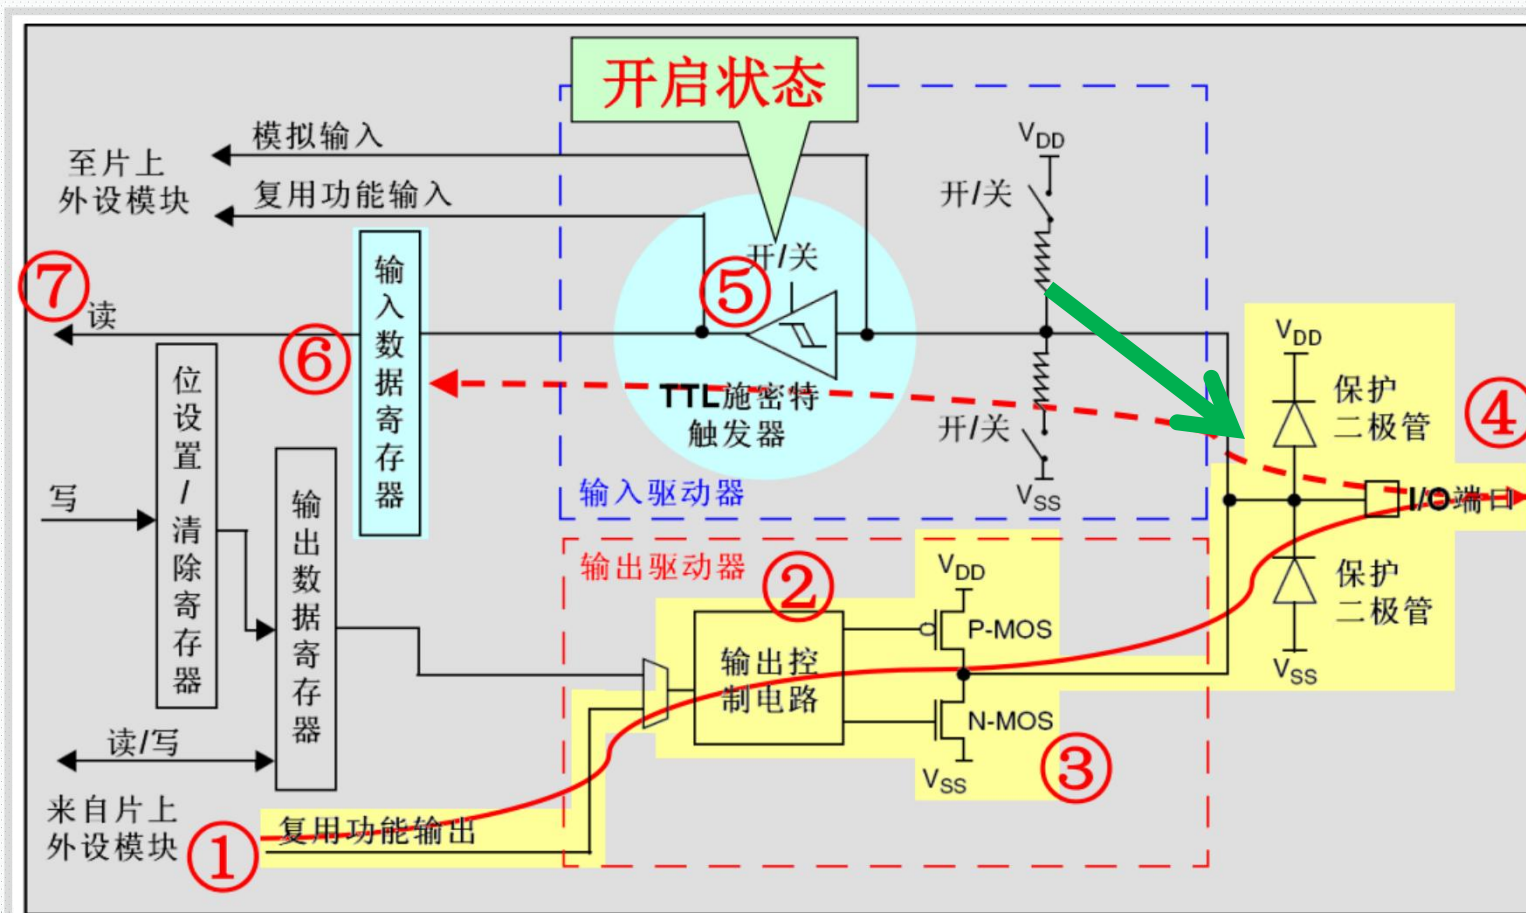 开启状态
模拟输入
至片上
外设模块
复用功能输入
V_DD
开/关
开/关
⑤
⑦
读
⑥
输入数据寄存器
TTL施密特
触发器
开/关
V_SS
输入驱动器
V_DD
保护
二极管
④
I/O端口
保护
二极管
V_SS
位设置/清除寄存器
写
输出数据寄存器
读/写
输出驱动器
②
V_DD
P-MOS
输出控
制电路
N-MOS
V_SS
③
来自片上
外设模块
①
复用功能输出